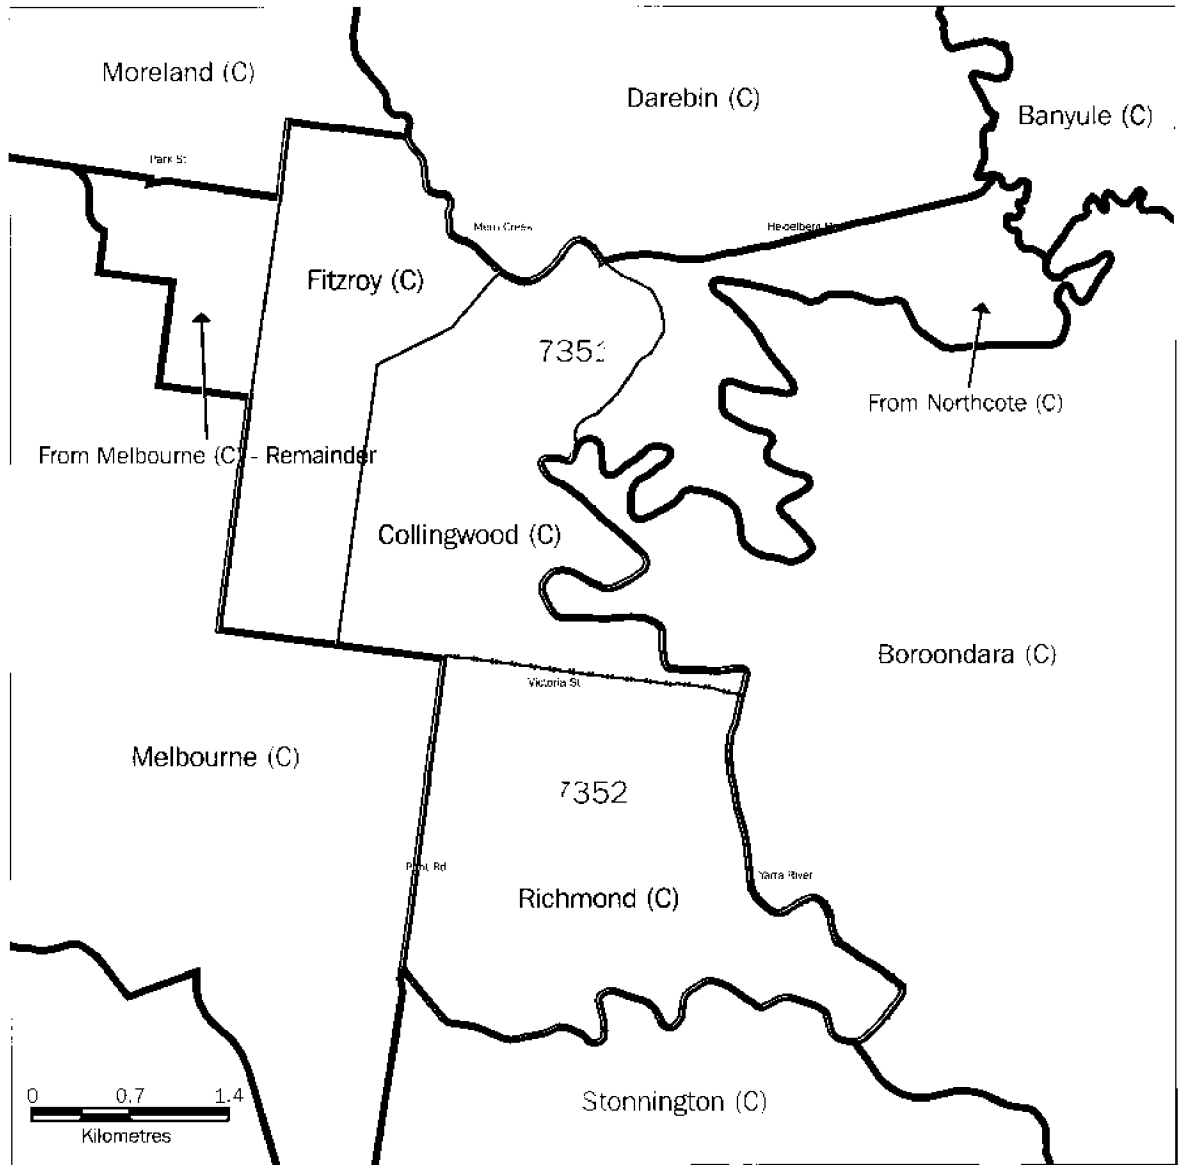 Moreland (C)
Darebin (C)
Banyule (C)
Park St
Merri Creek
Heidelberg
Fitzroy (C)
7351
From Northcote (C)
From Melbourne (C) - Remainder
Collingwood (C)
Boroondara (C)
Victoria St
Melbourne (C)
7352
Punt Rd
Yarra River
Richmond (C)
0 0.7 1.4
Kilometres
Stonnington (C)